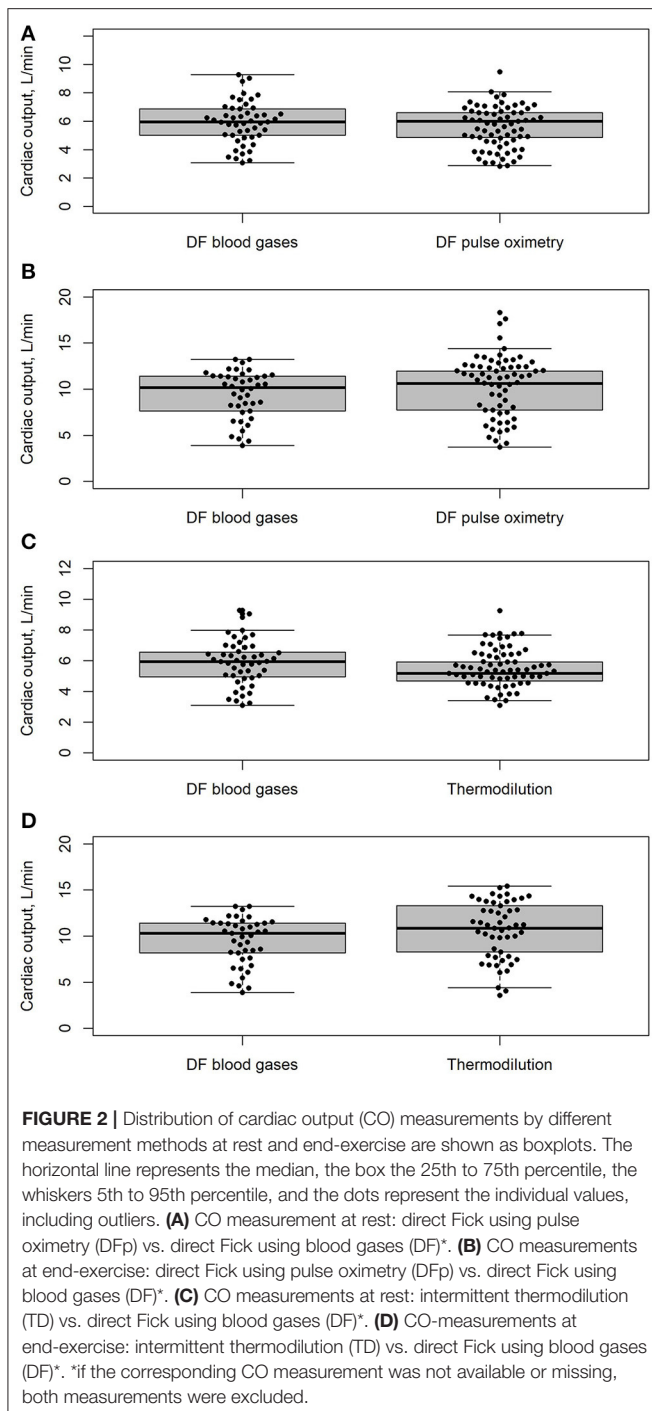 A
Cardiac output, L/min
0 2 4 6 8 10 12
DF blood gases DF pulse oximetry
B
Cardiac output, L/min
0 5 10 15 20
DF blood gases DF pulse oximetry
C
Cardiac output, L/min
0 2 4 6 8 10 12
DF blood gases Thermodilution
D
Cardiac output, L/min
0 5 10 15 20
DF blood gases Thermodilution
FIGURE 2 | Distribution of cardiac output (CO) measurements by different
measurement methods at rest and end-exercise are shown as boxplots. The
horizontal line represents the median, the box the 25th to 75th percentile, the
whiskers 5th to 95th percentile, and the dots represent the individual values,
including outliers. (A) CO measurement at rest: direct Fick using pulse
oximetry (DFp) vs. direct Fick using blood gases (DF)*. (B) CO measurements
at end-exercise: direct Fick using pulse oximetry (DFp) vs. direct Fick using
blood gases (DF)*. (C) CO measurements at rest: intermittent thermodilution
(TD) vs. direct Fick using blood gases (DF)*. (D) CO-measurements at
end-exercise: intermittent thermodilution (TD) vs. direct Fick using blood gases
(DF)*. *if the corresponding CO measurement was not available or missing,
both measurements were excluded.